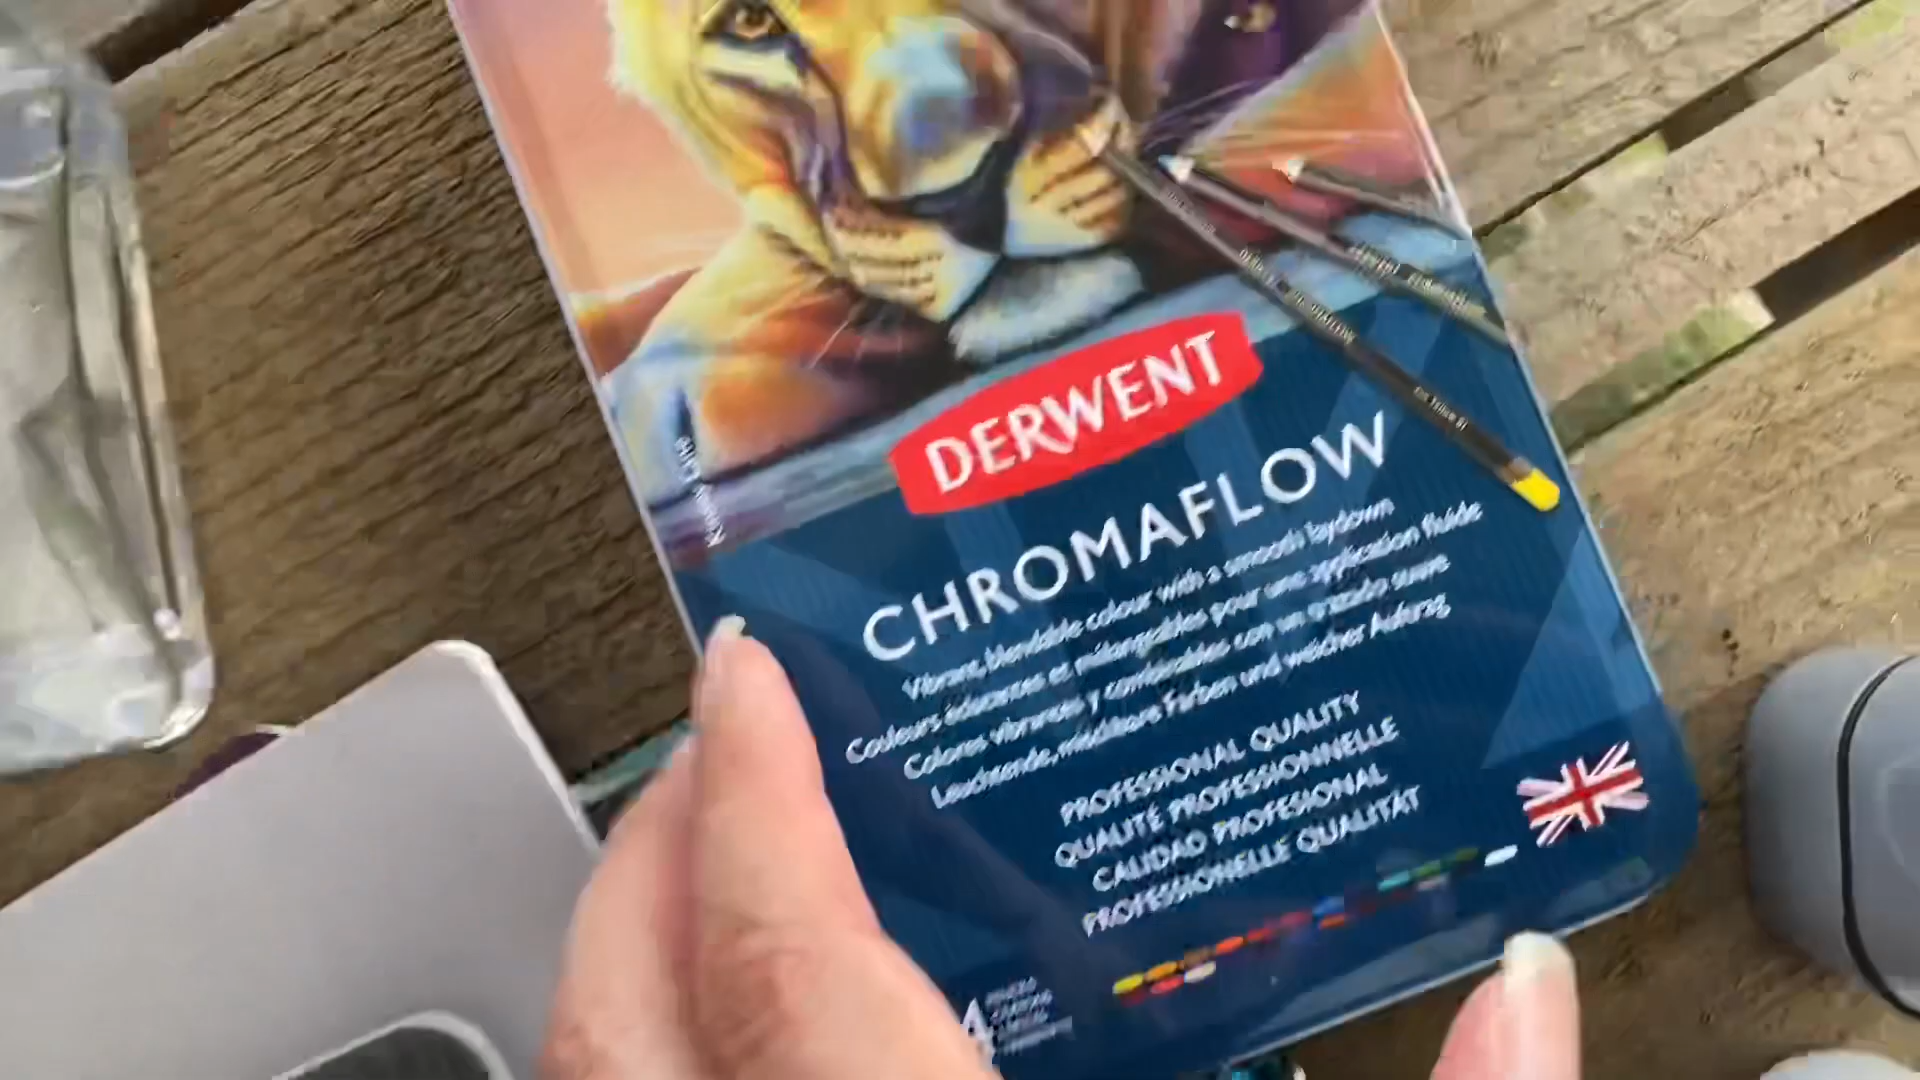 DERWENT
CHROMAFLOW
Vibrant, blendable colour with a smooth laydown
Couleurs éclatantes et mélangeables pour une application fluide
Colores vibrantes y combinables con un trazado suave
Leuchtende, mischbare Farben und weicher Auftrag
PROFESSIONAL QUALITY
QUALITÉ PROFESSIONNELLE
CALIDAD PROFESIONAL
PROFESSIONELLE QUALITÄT